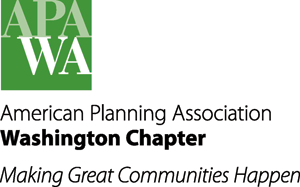 APA
WA
American Planning Association
Washington Chapter
Making Great Communities Happen